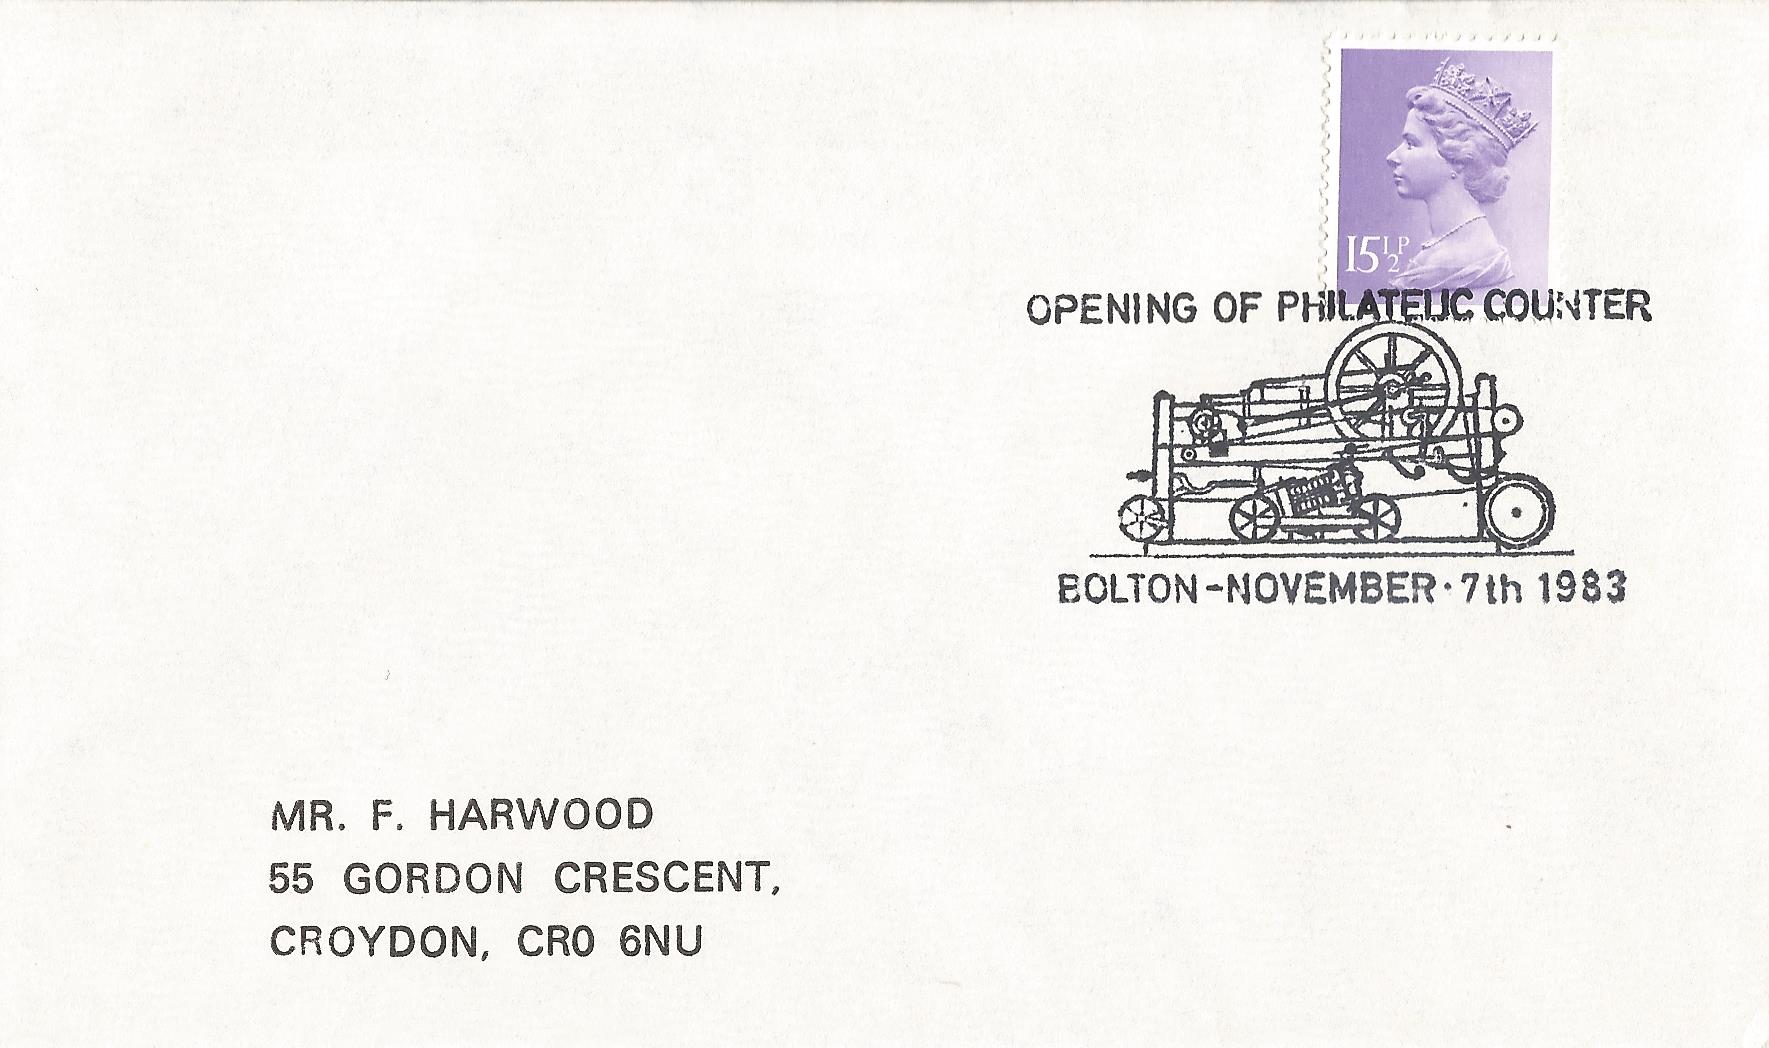 15½P
OPENING OF PHILATELIC COUNTER
BOLTON-NOVEMBER·7th 1983
MR. F. HARWOOD
55 GORDON CRESCENT,
CROYDON, CR0 6NU